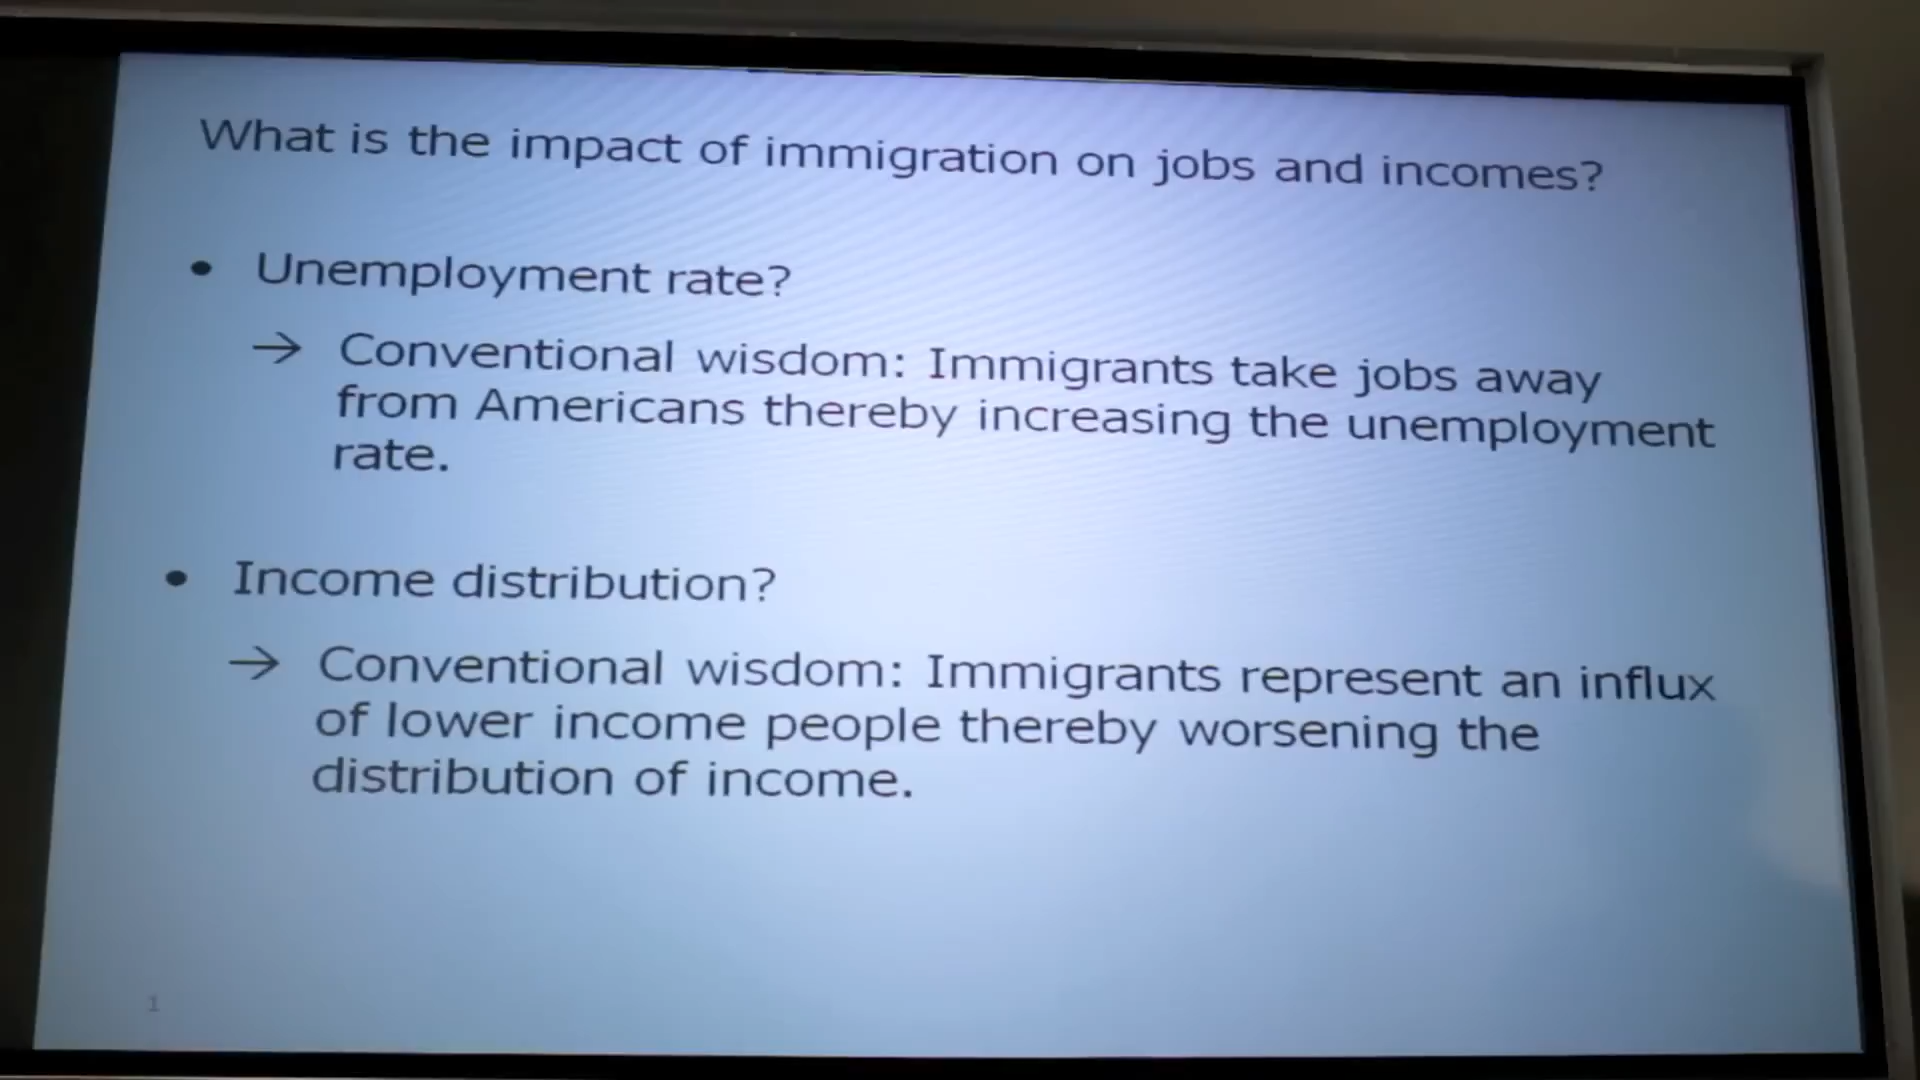 What is the impact of immigration on jobs and incomes?
• Unemployment rate?
→ Conventional wisdom: Immigrants take jobs away
from Americans thereby increasing the unemployment
rate.
• Income distribution?
→ Conventional wisdom: Immigrants represent an influx
of lower income people thereby worsening the
distribution of income.
1